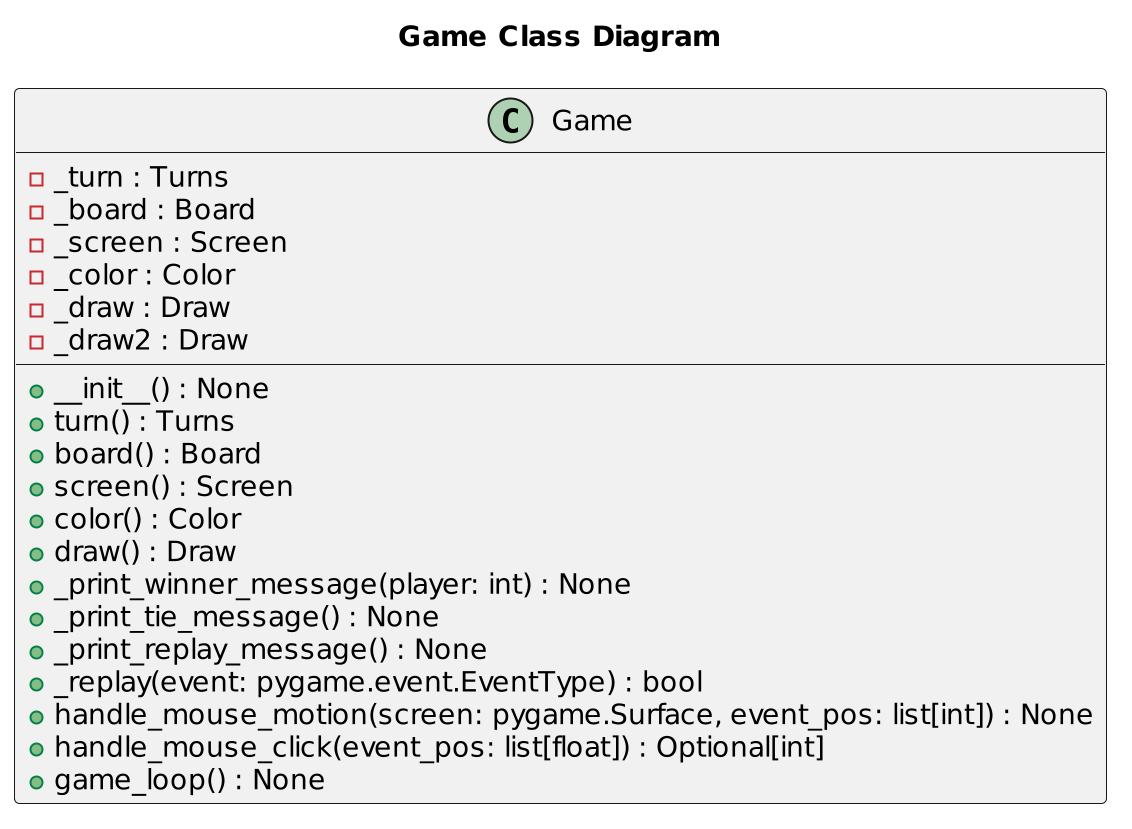 Game Class Diagram
C Game
_turn : Turns
_board : Board
_screen : Screen
_color : Color
_draw : Draw
_draw2 : Draw
__init__() : None
turn() : Turns
board() : Board
screen() : Screen
color() : Color
draw() : Draw
_print_winner_message(player: int) : None
_print_tie_message() : None
_print_replay_message() : None
_replay(event: pygame.event.EventType) : bool
handle_mouse_motion(screen: pygame.Surface, event_pos: list[int]) : None
handle_mouse_click(event_pos: list[float]) : Optional[int]
game_loop() : None